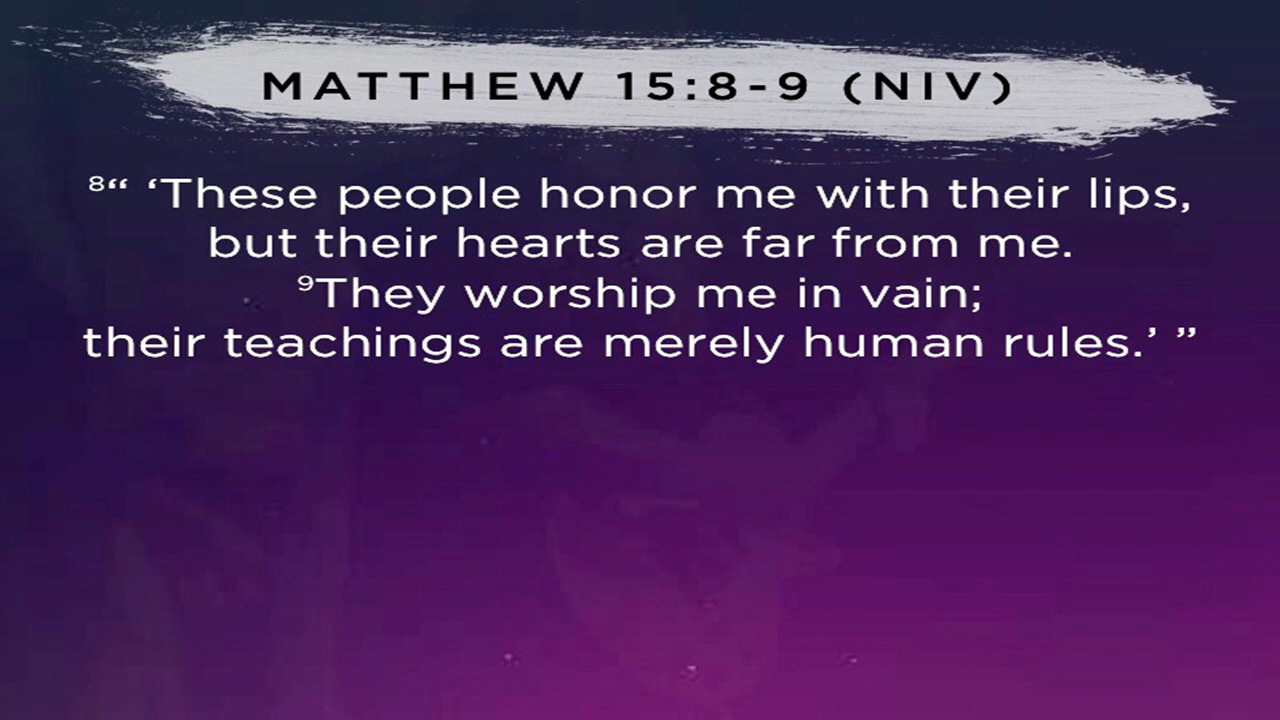 MATTHEW 15:8-9 (NIV)
⁸“ ‘These people honor me with their lips,
but their hearts are far from me.
⁹They worship me in vain;
their teachings are merely human rules.’ ”